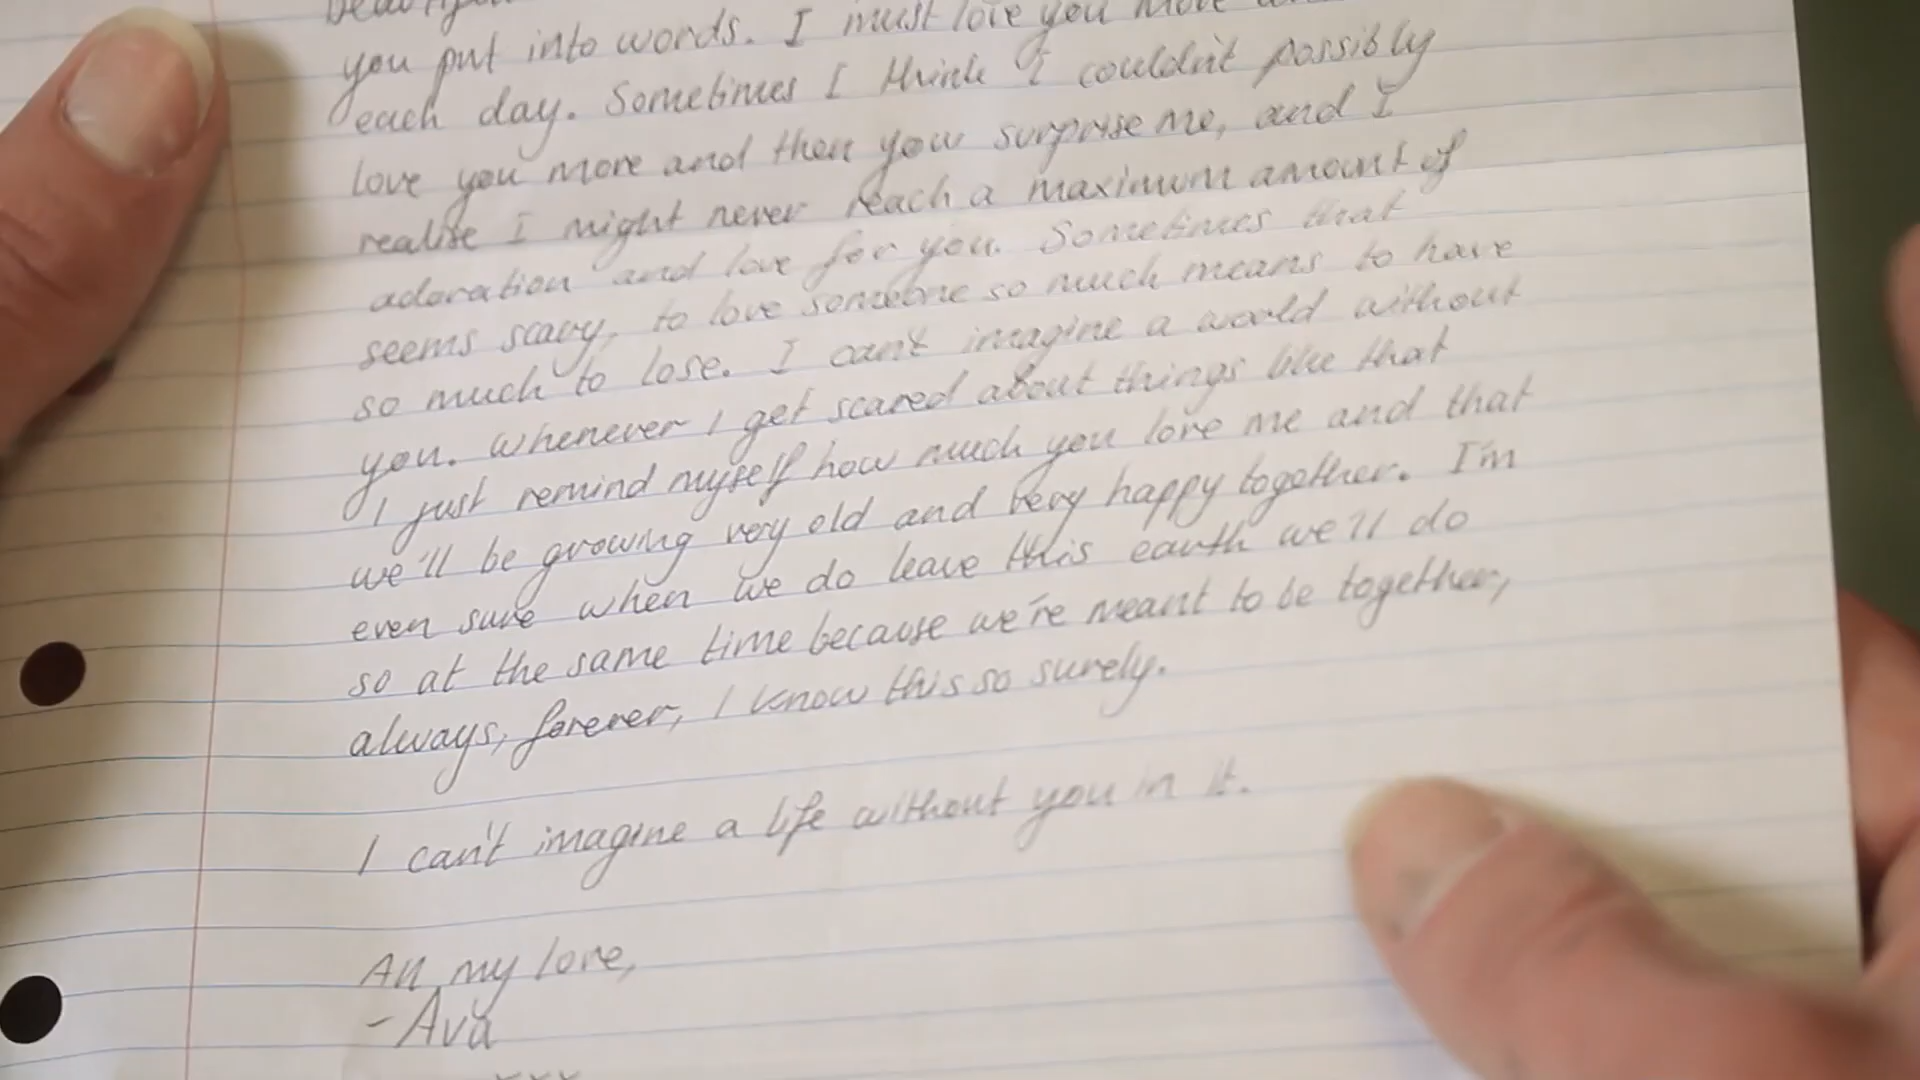 you put into words. I must love you more
each day. Sometimes I think I couldn't possibly
love you more and then you surprise me, and I
realise I might never reach a maximum amount of
adoration and love for you. Sometimes that
seems scary, to love someone so much means to have
so much to lose. I can't imagine a world without
you. Whenever I get scared about things like that
I just remind myself how much you love me and that
we'll be growing very old and very happy together. I'm
even sure when we do leave this earth we'll do
so at the same time because we're meant to be together,
always, forever, I know this so surely.
I can't imagine a life without you in it.
All my love,
- Ava